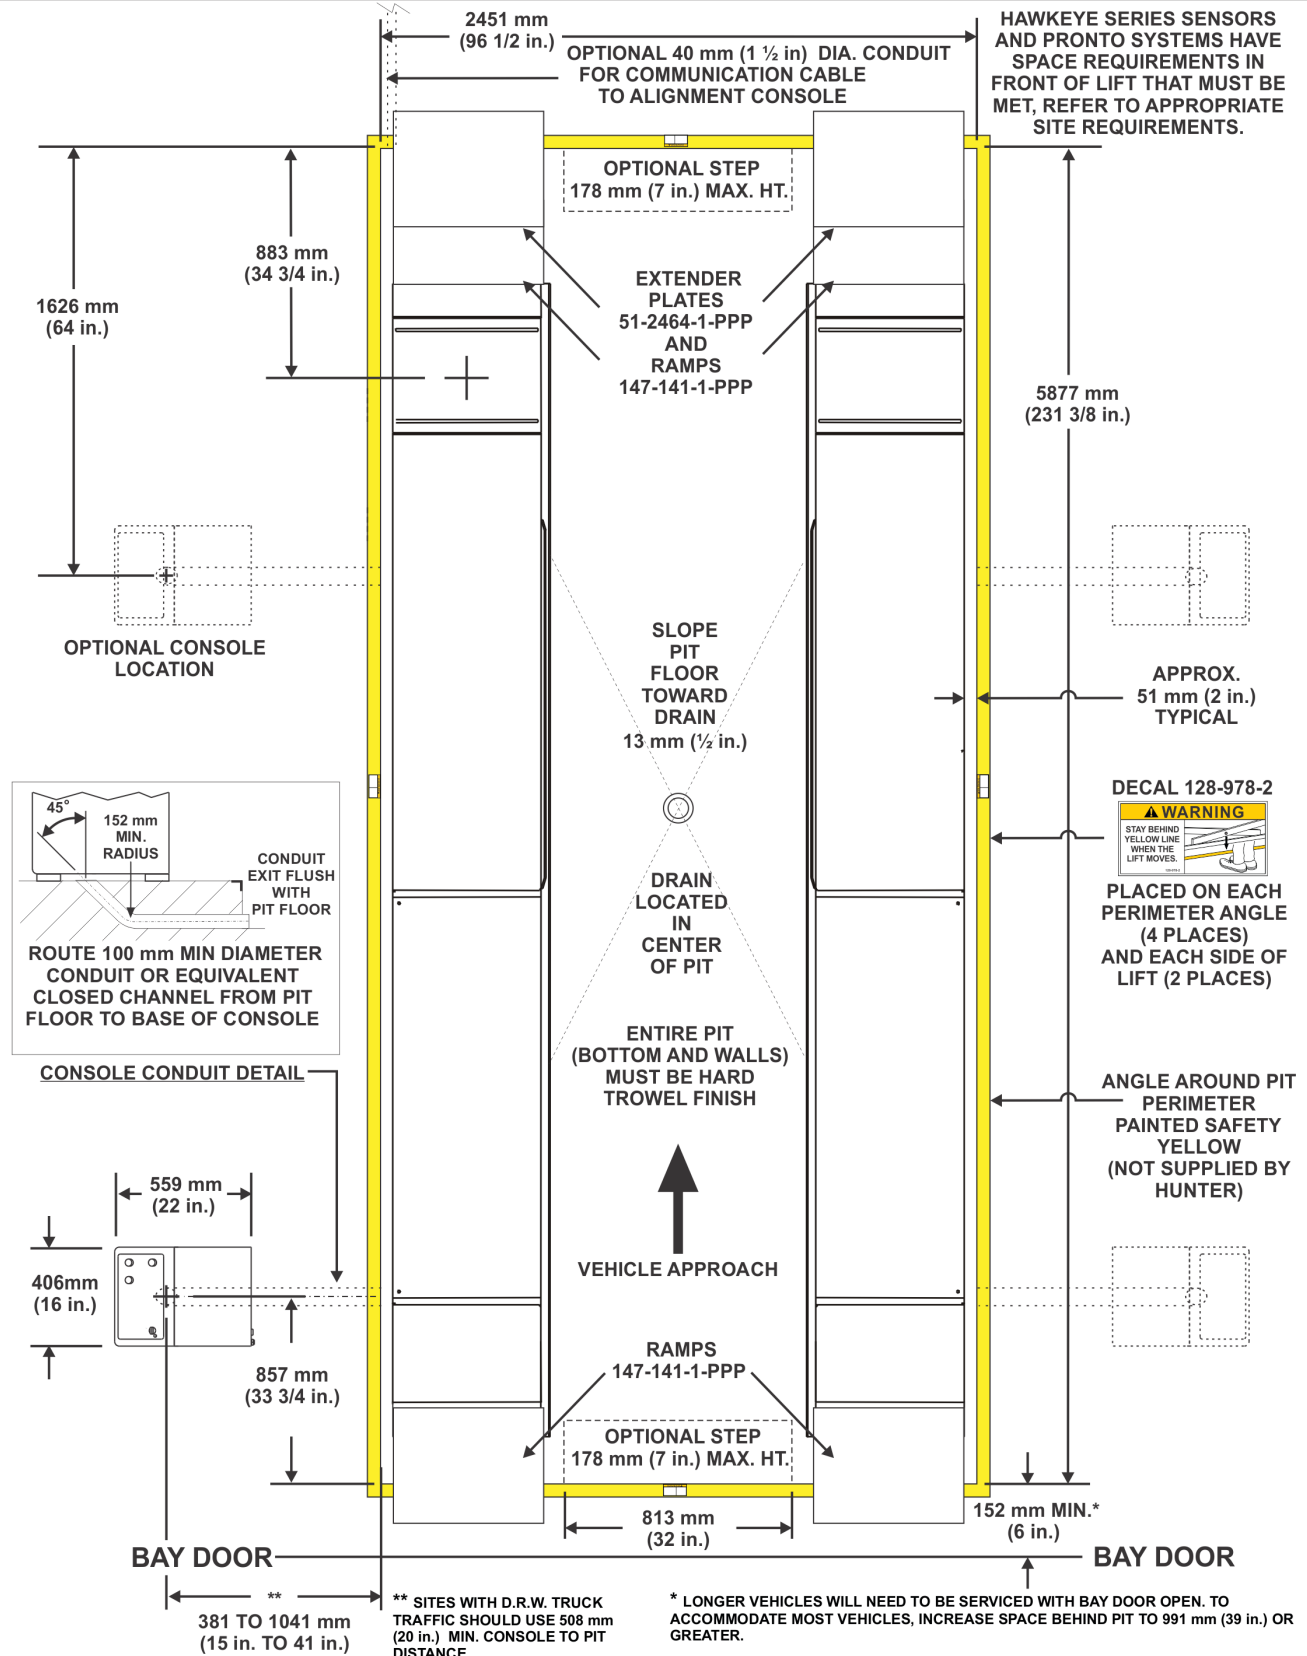 2451 mm
(96 1/2 in.)
OPTIONAL 40 mm (1 ½ in) DIA. CONDUIT
FOR COMMUNICATION CABLE
TO ALIGNMENT CONSOLE
HAWKEYE SERIES SENSORS
AND PRONTO SYSTEMS HAVE
SPACE REQUIREMENTS IN
FRONT OF LIFT THAT MUST BE
MET, REFER TO APPROPRIATE
SITE REQUIREMENTS.
OPTIONAL STEP
178 mm (7 in.) MAX. HT.
883 mm
(34 3/4 in.)
1626 mm
(64 in.)
EXTENDER
PLATES
51-2464-1-PPP
AND
RAMPS
147-141-1-PPP
5877 mm
(231 3/8 in.)
OPTIONAL CONSOLE
LOCATION
SLOPE
PIT
FLOOR
TOWARD
DRAIN
13 mm (½ in.)
APPROX.
51 mm (2 in.)
TYPICAL
45°
152 mm
MIN.
RADIUS
CONDUIT
EXIT FLUSH
WITH
PIT FLOOR
ROUTE 100 mm MIN DIAMETER
CONDUIT OR EQUIVALENT
CLOSED CHANNEL FROM PIT
FLOOR TO BASE OF CONSOLE
CONSOLE CONDUIT DETAIL
DECAL 128-978-2
WARNING
STAY BEHIND
YELLOW LINE
WHEN THE
LIFT MOVES.
PLACED ON EACH
PERIMETER ANGLE
(4 PLACES)
AND EACH SIDE OF
LIFT (2 PLACES)
DRAIN
LOCATED
IN
CENTER
OF PIT
ENTIRE PIT
(BOTTOM AND WALLS)
MUST BE HARD
TROWEL FINISH
ANGLE AROUND PIT
PERIMETER
PAINTED SAFETY
YELLOW
(NOT SUPPLIED BY
HUNTER)
559 mm
(22 in.)
406mm
(16 in.)
VEHICLE APPROACH
857 mm
(33 3/4 in.)
RAMPS
147-141-1-PPP
OPTIONAL STEP
178 mm (7 in.) MAX. HT.
813 mm
(32 in.)
152 mm MIN.*
(6 in.)
BAY DOOR
BAY DOOR
**
381 TO 1041 mm
(15 in. TO 41 in.)
** SITES WITH D.R.W. TRUCK
TRAFFIC SHOULD USE 508 mm
(20 in.) MIN. CONSOLE TO PIT
DISTANCE
* LONGER VEHICLES WILL NEED TO BE SERVICED WITH BAY DOOR OPEN. TO
ACCOMMODATE MOST VEHICLES, INCREASE SPACE BEHIND PIT TO 991 mm (39 in.) OR
GREATER.